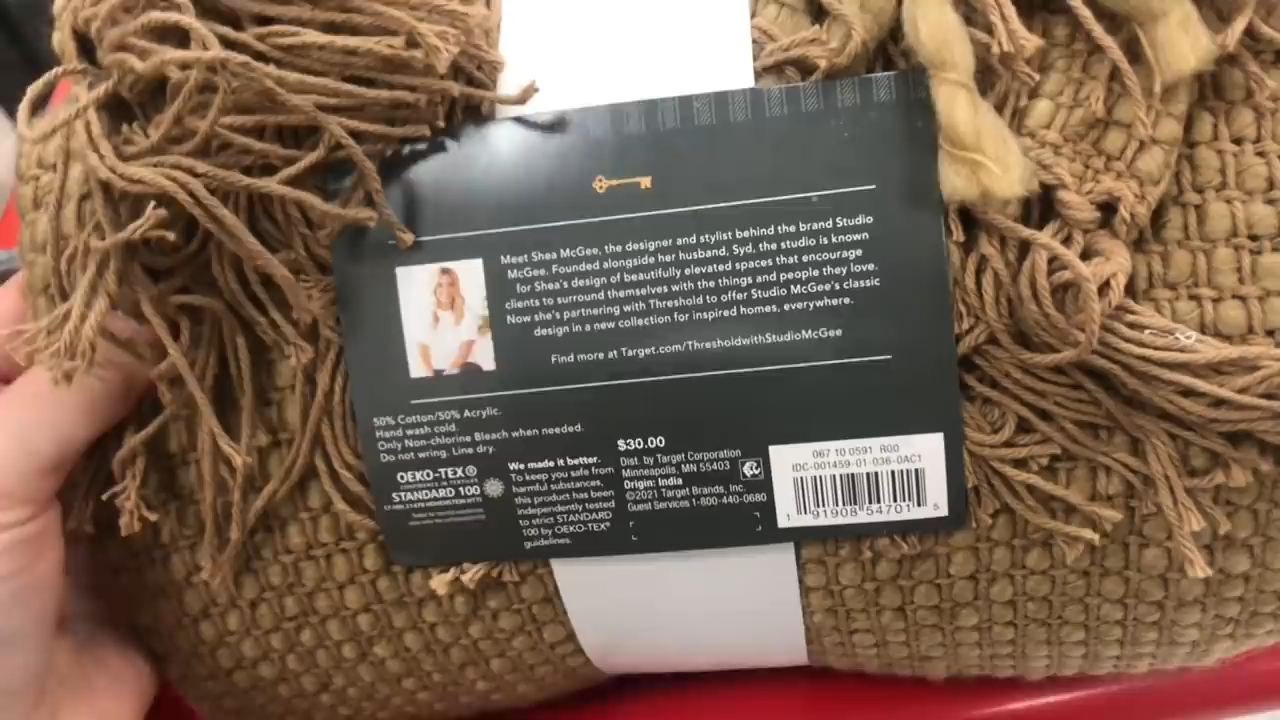 Meet Shea McGee, the designer and stylist behind the brand Studio
McGee. Founded alongside her husband, Syd, the studio is known
for Shea's design of beautifully elevated spaces that encourage
clients to surround themselves with the things and people they love.
Now she's partnering with Threshold to offer Studio McGee's classic
design in a new collection for inspired homes, everywhere.
Find more at Target.com/ThresholdwithStudioMcGee
50% Cotton/50% Acrylic.
Hand wash cold.
Only Non-chlorine Bleach when needed.
Do not wring. Line dry.
OEKO-TEX®
CONFIDENCE IN TEXTILES
STANDARD 100
We made it better.
To keep you safe from
harmful substances,
this product has been
independently tested
to strict STANDARD
100 by OEKO-TEX®
guidelines.
$30.00
Dist. by Target Corporation
Minneapolis, MN 55403
Origin: India
©2021 Target Brands, Inc.
Guest Services 1-800-440-0680
067 10 0591 R00
IDC-001459-01-036-0AC1
1 91908 54701 5